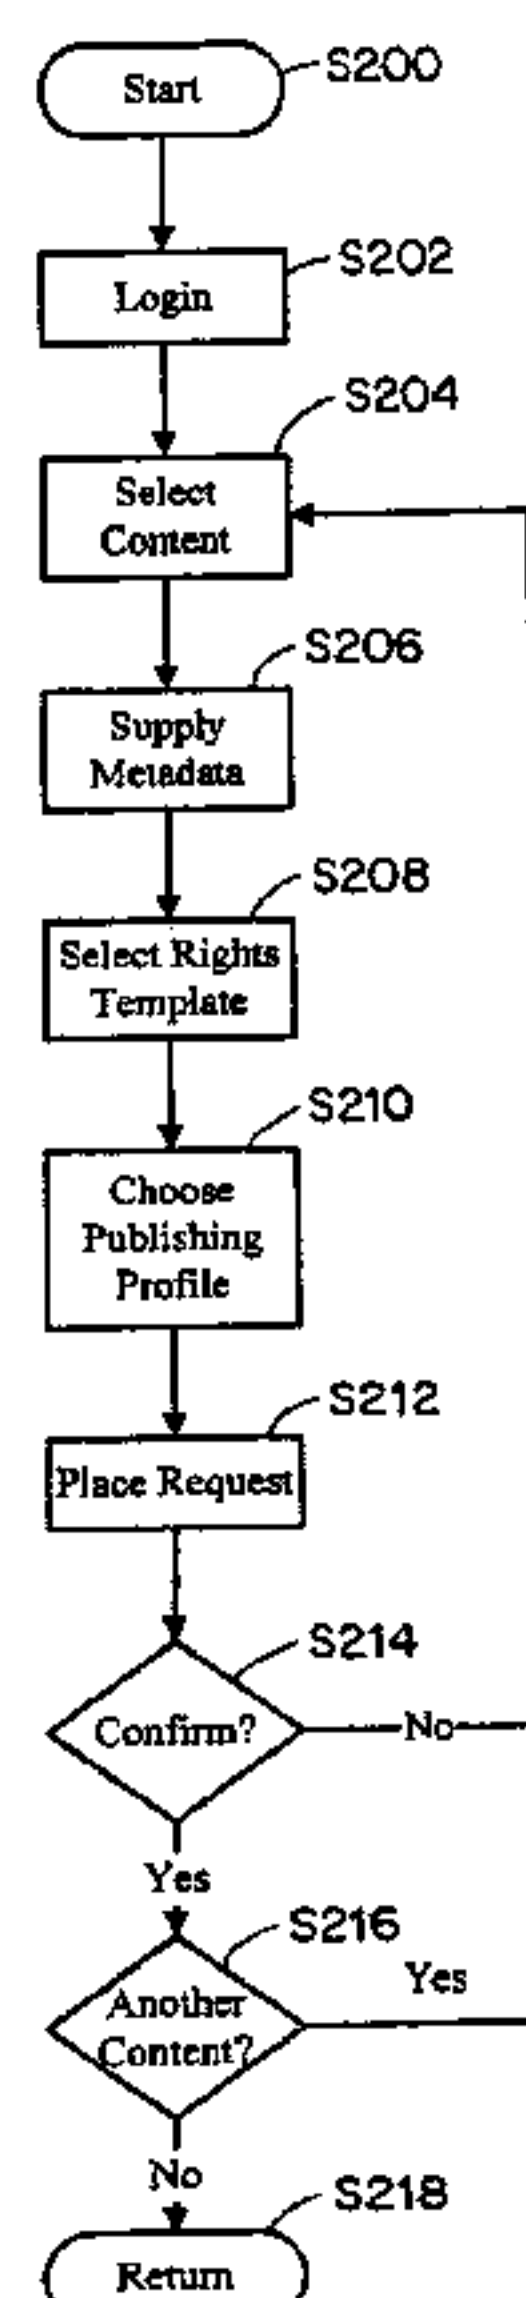 Start
S200
S202
Login
S204
Select
Content
S206
Supply
Metadata
S208
Select Rights
Template
S210
Choose
Publishing
Profile
S212
Place Request
S214
Confirm?
No
Yes
S216
Another
Content?
Yes
No
S218
Return